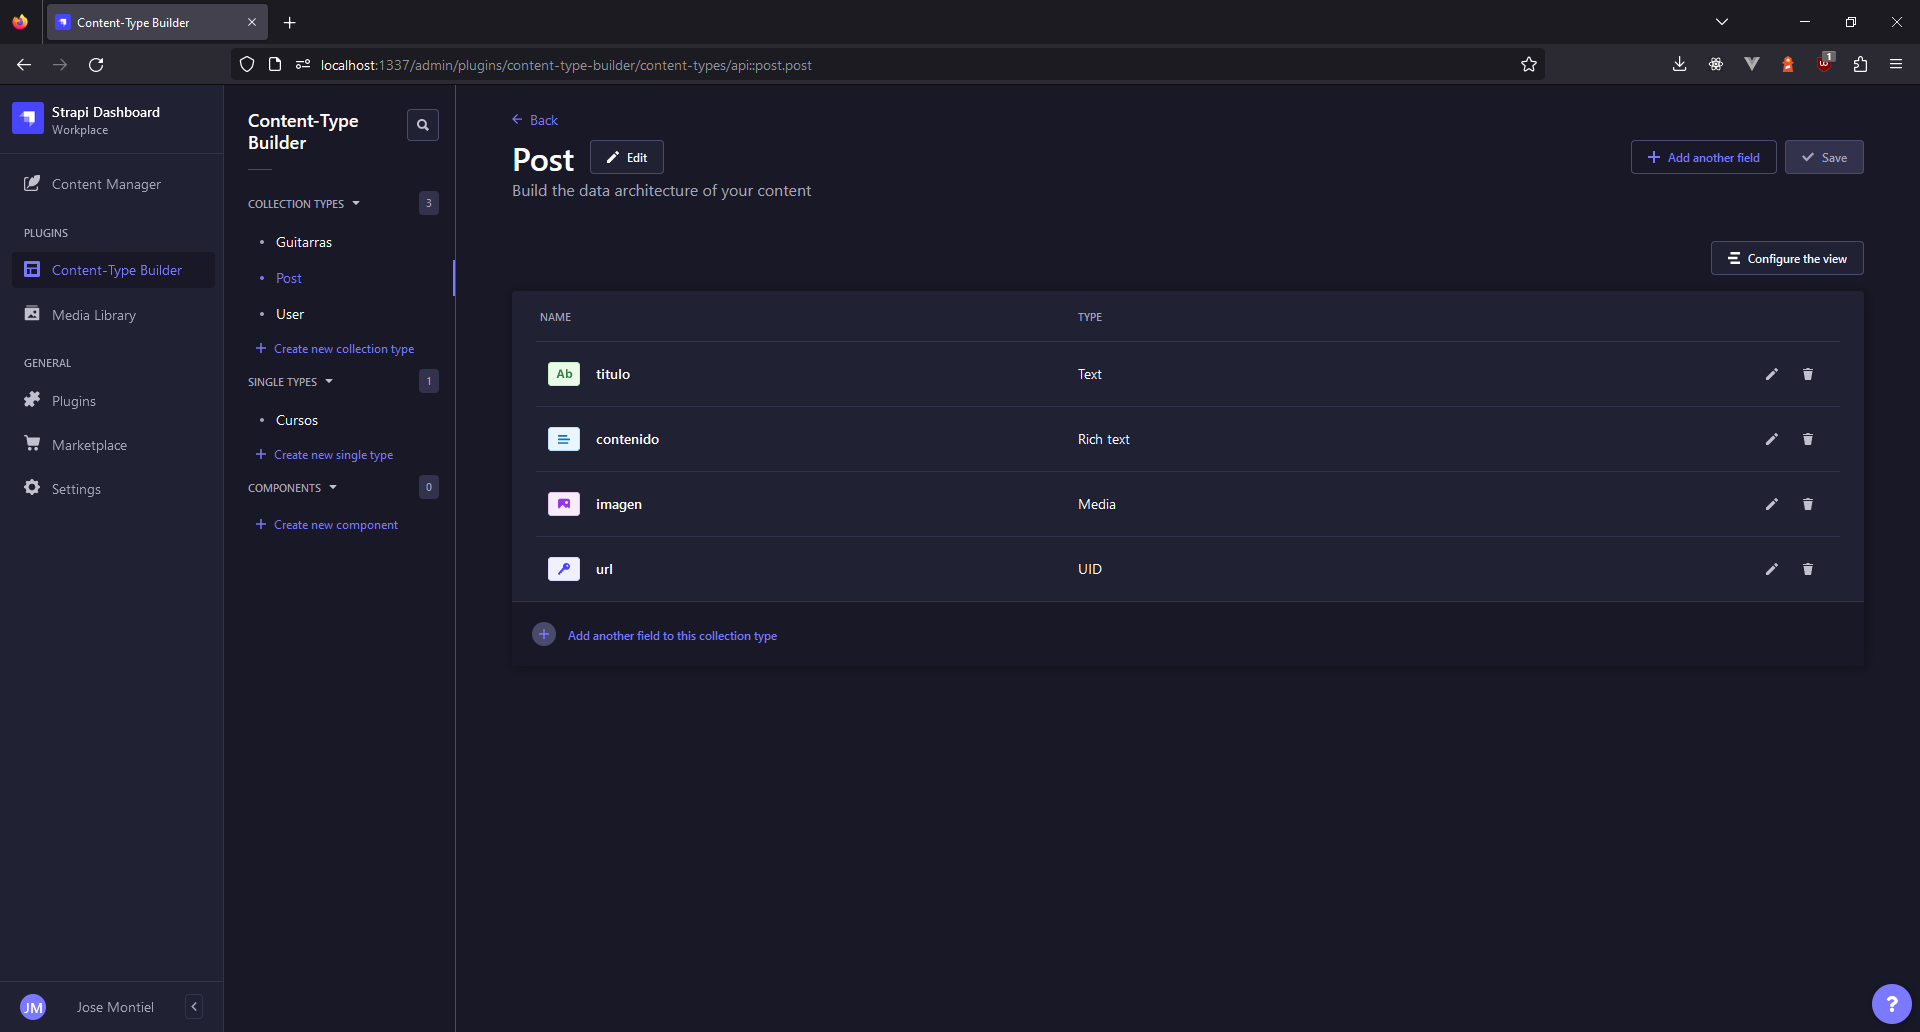 Content-Type Builder
localhost:1337/admin/plugins/content-type-builder/content-types/api::post.post
1
Strapi Dashboard
Workplace
Content Manager
PLUGINS
Content-Type Builder
Media Library
GENERAL
Plugins
Marketplace
Settings
JM
Jose Montiel
Content-Type
Builder
COLLECTION TYPES 3
Guitarras
Post
User
Create new collection type
SINGLE TYPES 1
Cursos
Create new single type
COMPONENTS 0
Create new component
Back
Post
Edit
Build the data architecture of your content
Add another field
Save
Configure the view
NAME TYPE
Ab titulo Text
contenido Rich text
imagen Media
url UID
Add another field to this collection type
?